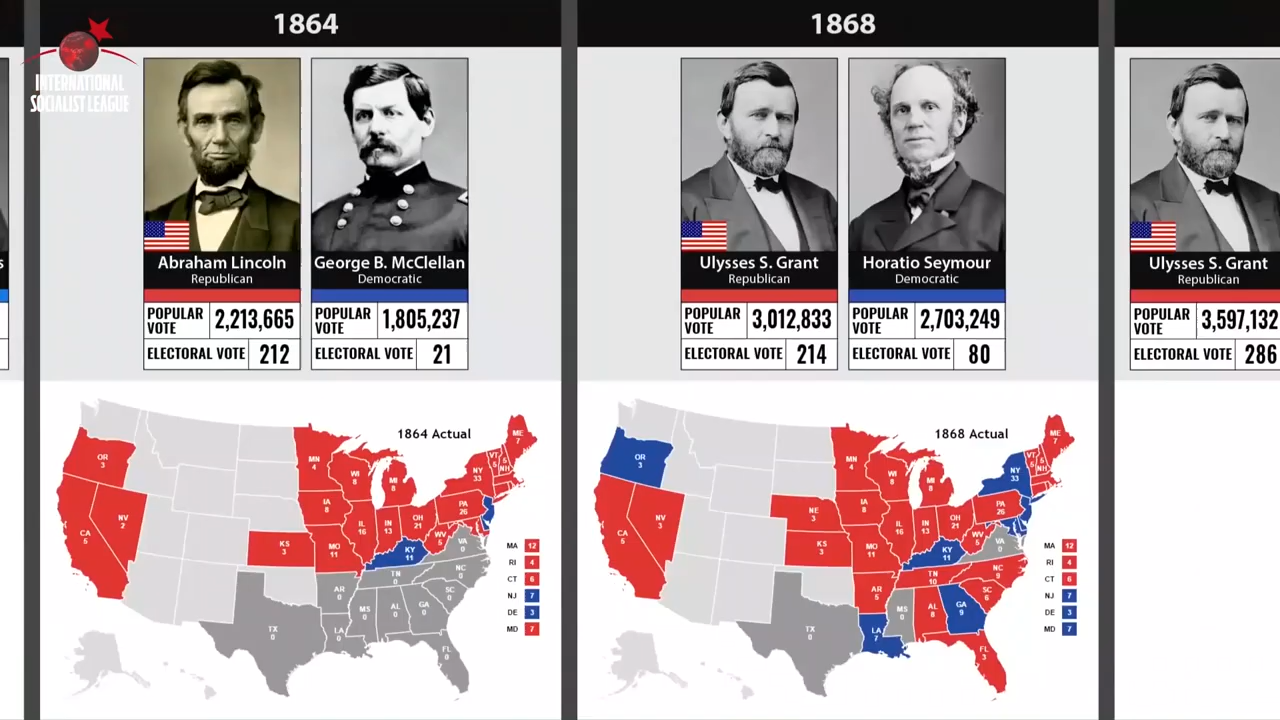 1864
1868
INTERNATIONAL
SOCIALIST LEAGUE
s
Abraham Lincoln
Republican
POPULAR VOTE 2,213,665
ELECTORAL VOTE 212
George B. McClellan
Democratic
POPULAR VOTE 1,805,237
ELECTORAL VOTE 21
Ulysses S. Grant
Republican
POPULAR VOTE 3,012,833
ELECTORAL VOTE 214
Horatio Seymour
Democratic
POPULAR VOTE 2,703,249
ELECTORAL VOTE 80
Ulysses S. Grant
Republican
POPULAR VOTE 3,597,132
ELECTORAL VOTE 286
1864 Actual
OR 3
CA 5
NV 2
KS 3
MN 4
IA 8
MO 11
WI 8
IL 16
MI 8
IN 13
OH 21
KY 11
WV 5
PA 26
NY 33
VT 5
NH 5
ME 7
VA 0
NC 0
TN 0
SC 0
AR 0
MS 0
AL 0
GA 0
LA 0
TX 0
FL 0
MA 12
RI 4
CT 6
NJ 7
DE 3
MD 7
1868 Actual
OR 3
CA 5
NV 3
NE 3
KS 3
MN 4
IA 8
MO 11
WI 8
IL 16
MI 8
IN 13
OH 21
KY 11
WV 5
PA 26
NY 33
VT 5
NH 5
ME 7
VA 0
NC 9
TN 10
SC 6
AR 5
MS 0
AL 8
GA 9
LA 7
TX 0
FL 3
MA 12
RI 4
CT 6
NJ 7
DE 3
MD 7